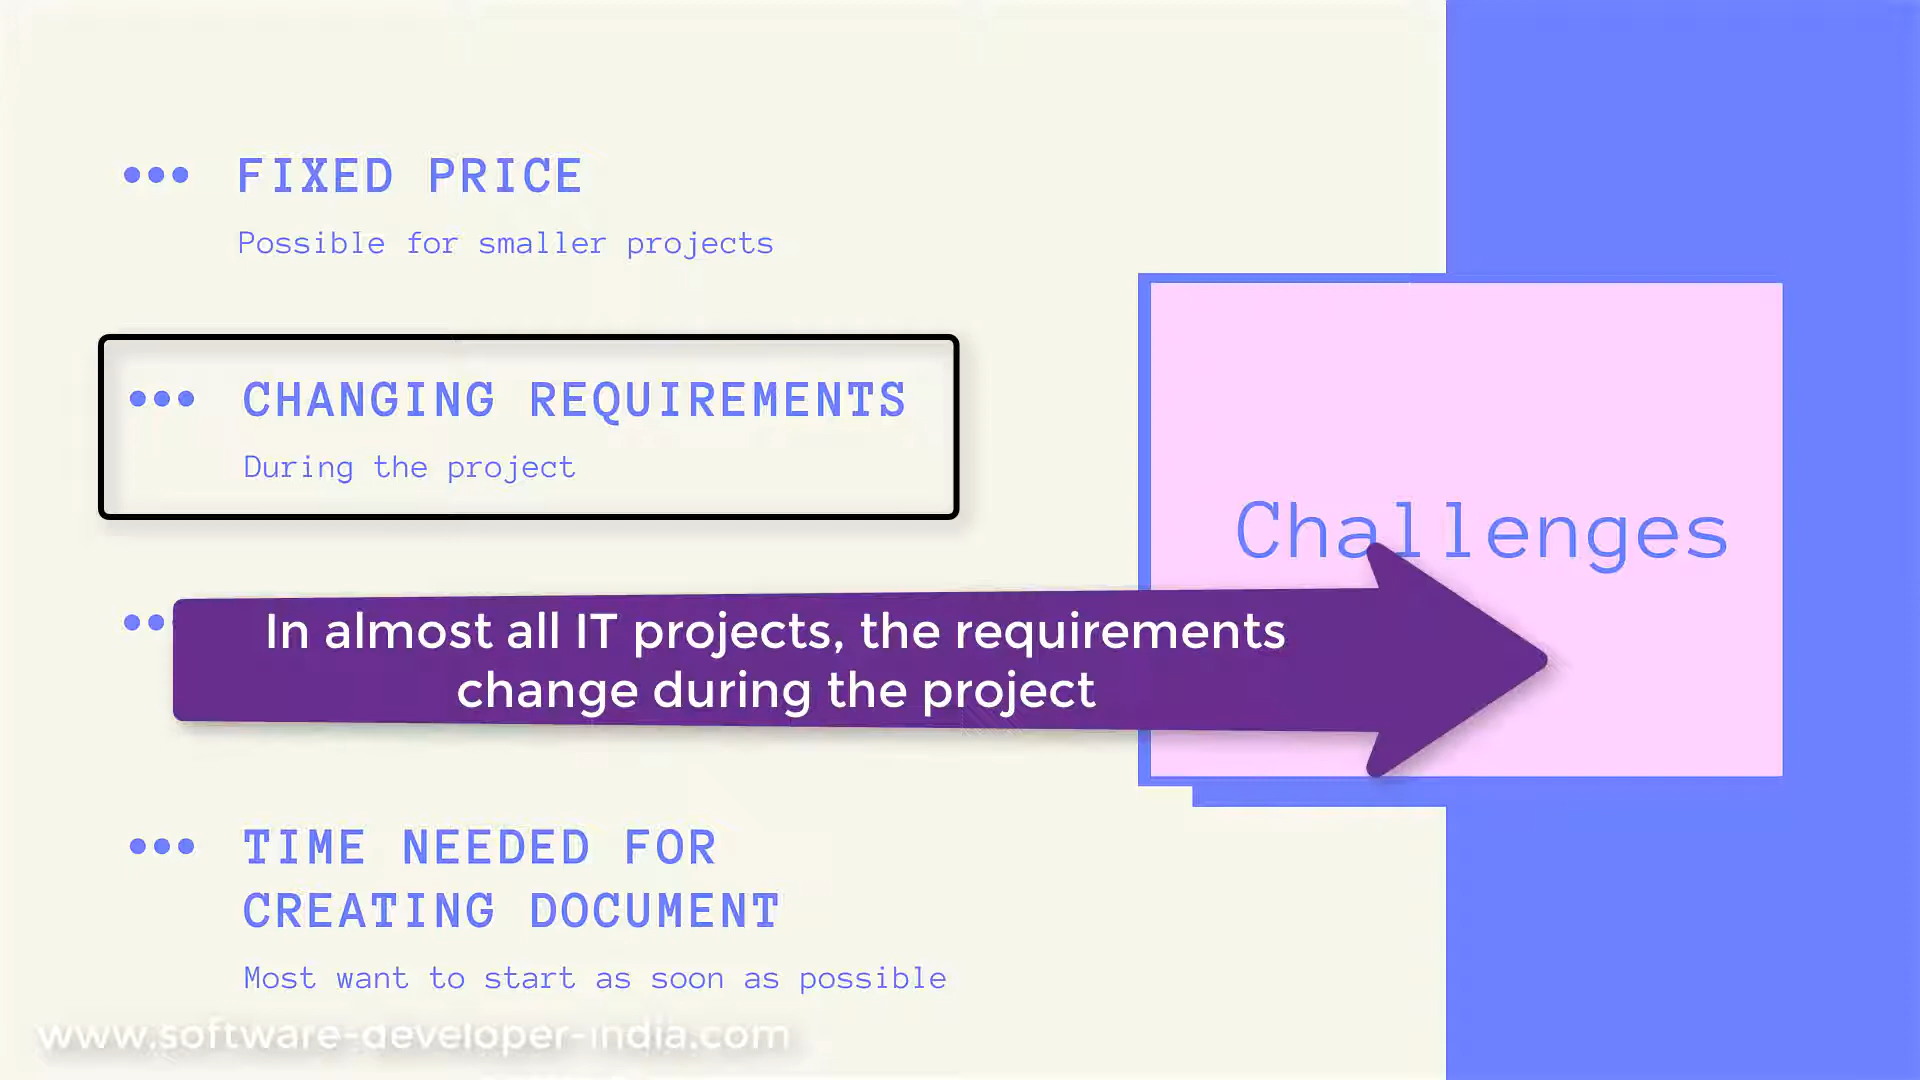 FIXED PRICE
Possible for smaller projects
CHANGING REQUIREMENTS
During the project
Challenges
In almost all IT projects, the requirements
change during the project
TIME NEEDED FOR
CREATING DOCUMENT
Most want to start as soon as possible
www.software-developer-india.com